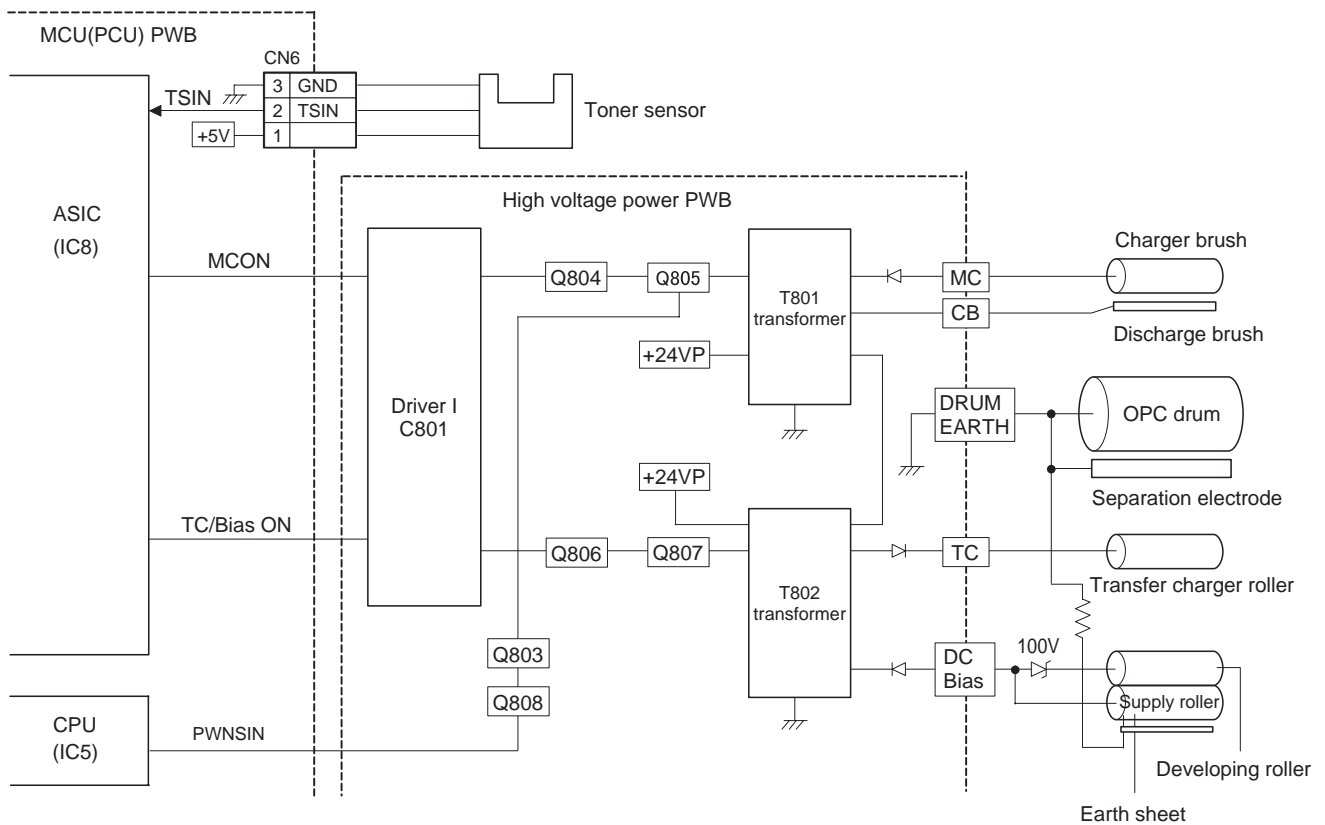 MCU(PCU) PWB
CN6
3 GND
TSIN
2 TSIN
Toner sensor
+5V
1
High voltage power PWB
ASIC
(IC8)
Charger brush
MCON
Q804
Q805
T801
transformer
MC
CB
Discharge brush
+24VP
Driver I
C801
DRUM
EARTH
OPC drum
+24VP
Separation electrode
TC/Bias ON
Q806
Q807
TC
T802
transformer
Transfer charger roller
Q803
DC
Bias
100V
Q808
Supply roller
CPU
(IC5)
PWNSIN
Developing roller
Earth sheet